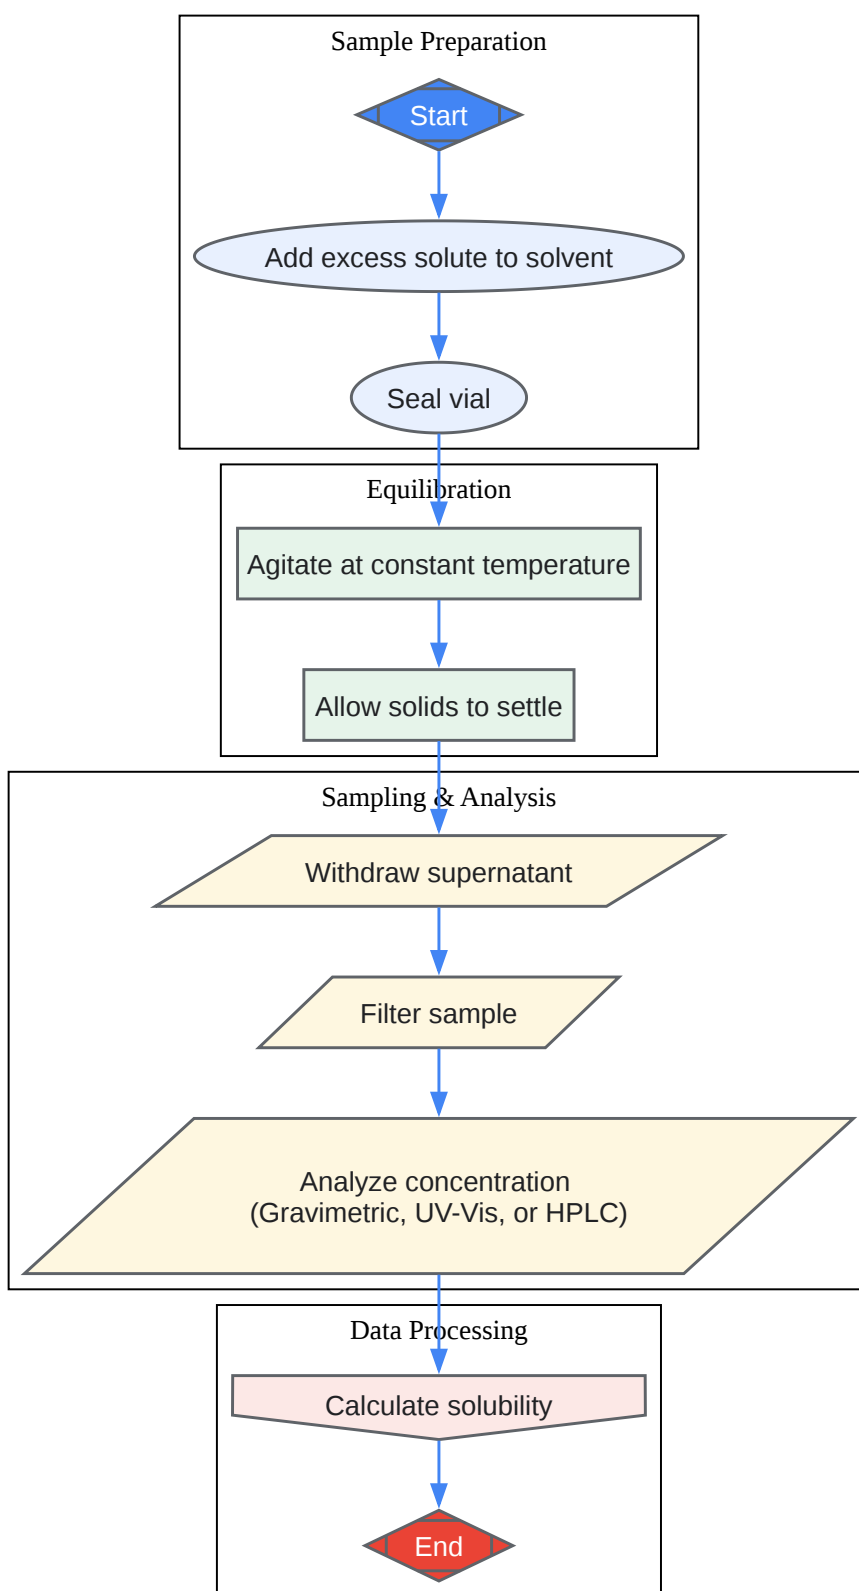 Sample Preparation
Start
Add excess solute to solvent
Seal vial
Equilibration
Agitate at constant temperature
Allow solids to settle
Sampling & Analysis
Withdraw supernatant
Filter sample
Analyze concentration
(Gravimetric, UV-Vis, or HPLC)
Data Processing
Calculate solubility
End